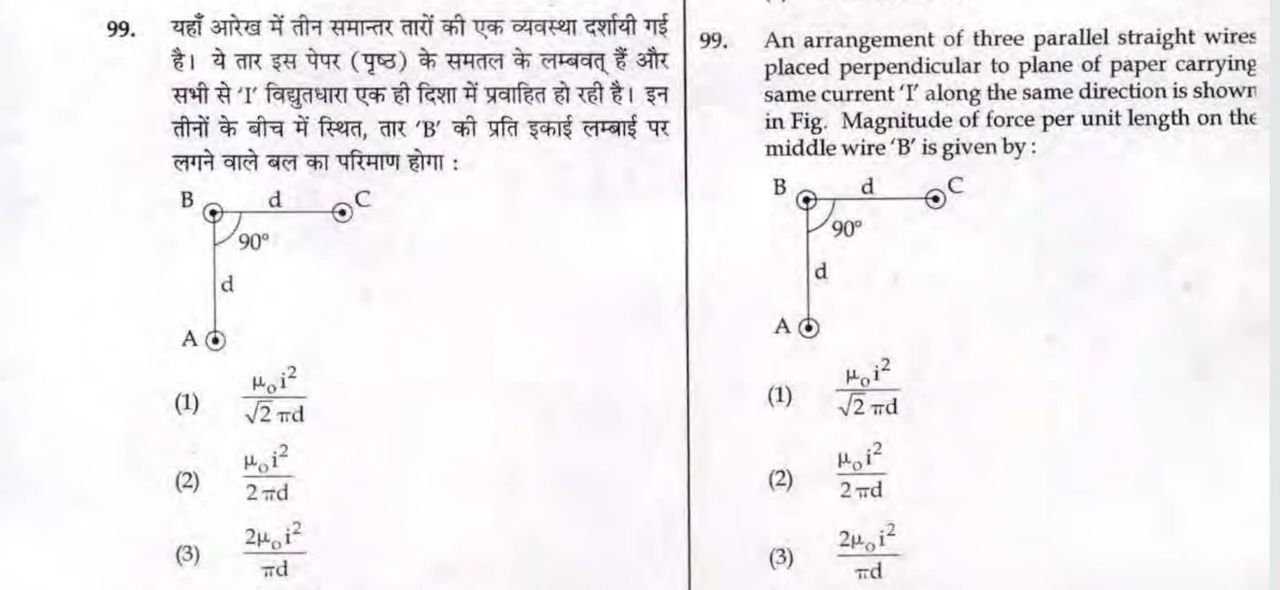 99. यहाँ आरेख में तीन समान्तर तारों की एक व्यवस्था दर्शायी गई
है। ये तार इस पेपर (पृष्ठ) के समतल के लम्बवत् हैं और
सभी से 'I' विद्युतधारा एक ही दिशा में प्रवाहित हो रही है। इन
तीनों के बीच में स्थित, तार 'B' की प्रति इकाई लम्बाई पर
लगने वाले बल का परिमाण होगा :
B d C
90°
d
A
(1) μ₀i² / √2 πd
(2) μ₀i² / 2πd
(3) 2μ₀i² / πd
99. An arrangement of three parallel straight wires
placed perpendicular to plane of paper carrying
same current 'I' along the same direction is shown
in Fig. Magnitude of force per unit length on the
middle wire 'B' is given by :
B d C
90°
d
A
(1) μ₀i² / √2 πd
(2) μ₀i² / 2πd
(3) 2μ₀i² / πd